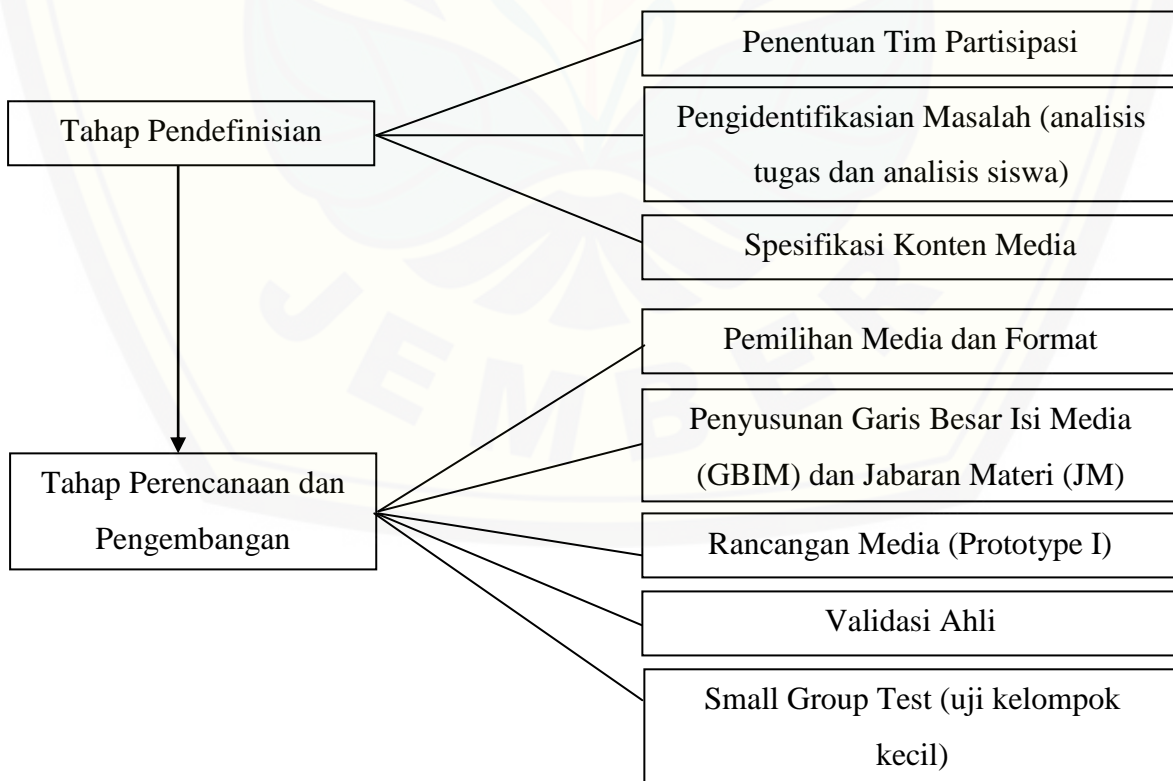 Penentuan Tim Partisipasi
Tahap Pendefinisian
Pengidentifikasian Masalah (analisis
tugas dan analisis siswa)
Spesifikasi Konten Media
Pemilihan Media dan Format
Penyusunan Garis Besar Isi Media
(GBIM) dan Jabaran Materi (JM)
Tahap Perencanaan dan
Pengembangan
Rancangan Media (Prototype I)
Validasi Ahli
Small Group Test (uji kelompok
kecil)
JEMBER